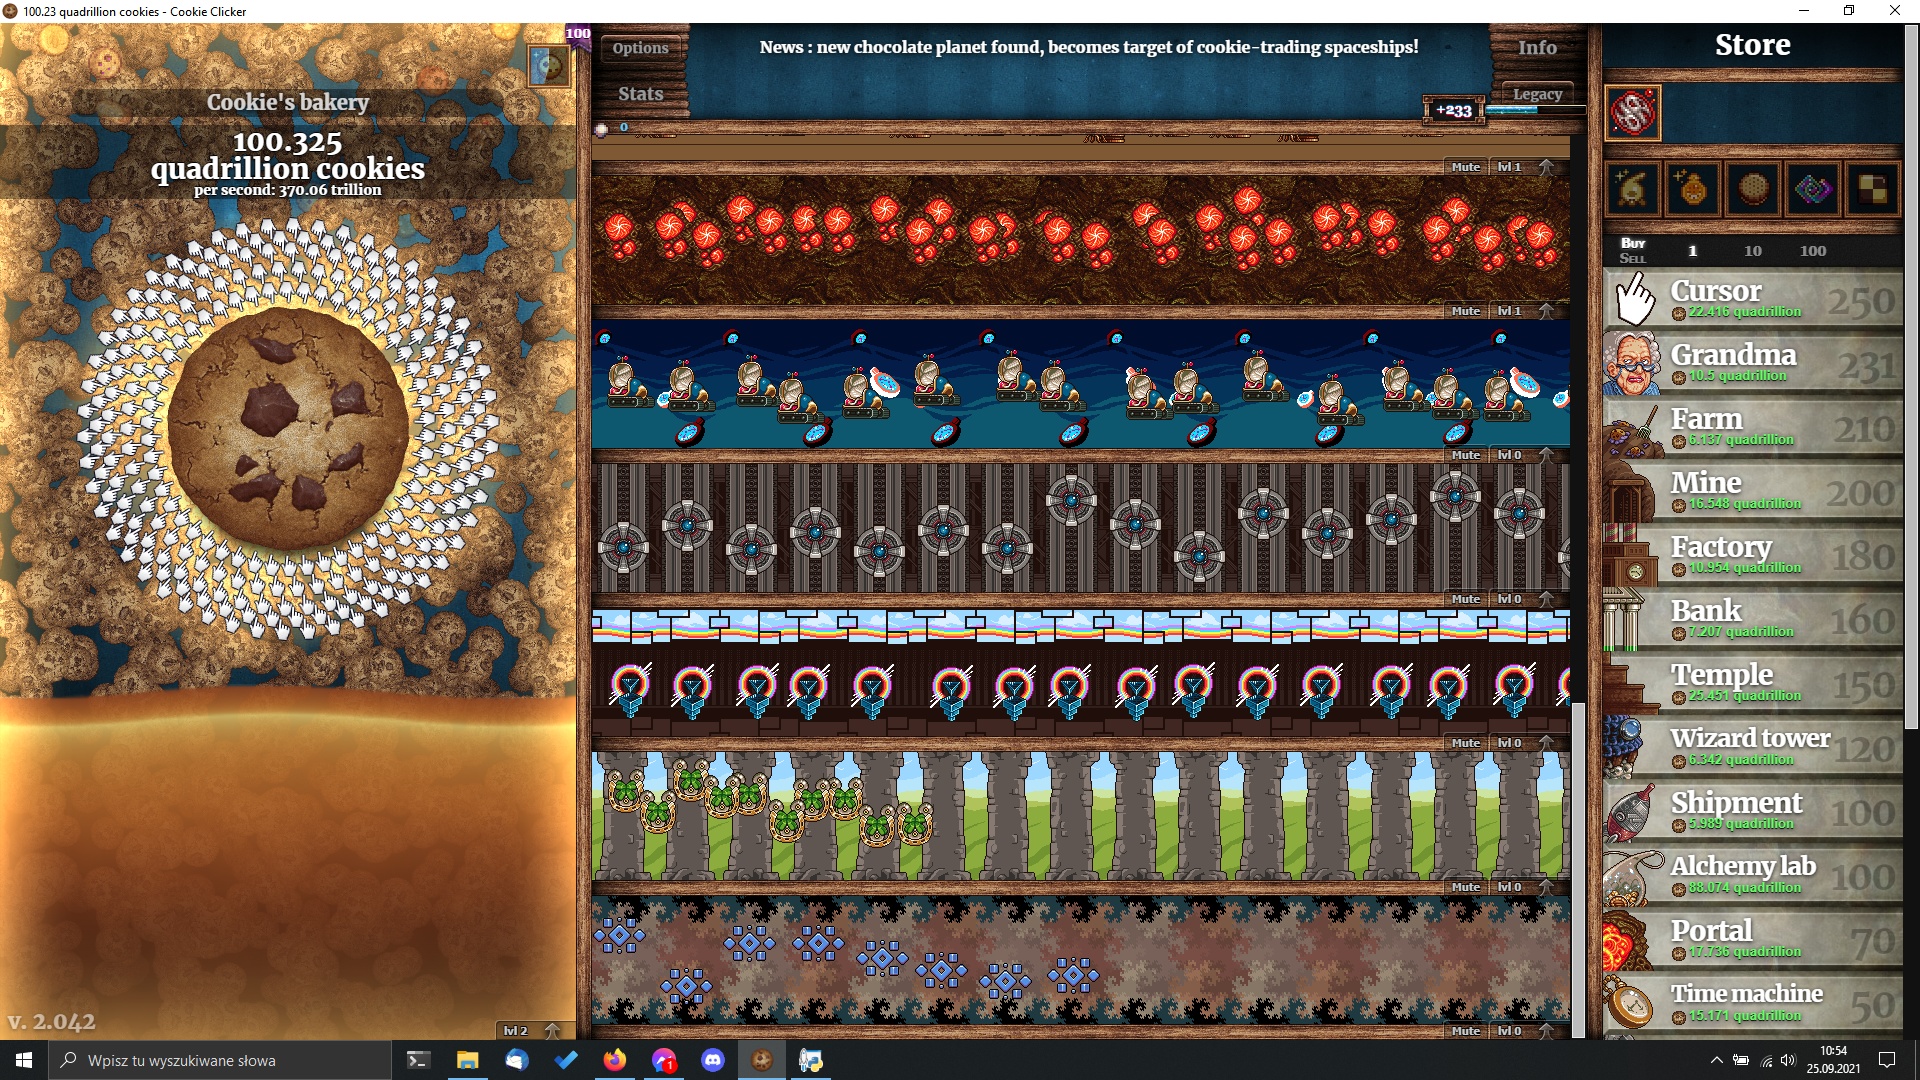 100.23 quadrillion cookies - Cookie Clicker
100
Cookie's bakery
100.325
quadrillion cookies
per second: 370.06 trillion
v. 2.042
lvl 2
Options
Stats
News : new chocolate planet found, becomes target of cookie-trading spaceships!
Info
Legacy
+233
0
Mute lvl 1
Mute lvl 1
Mute lvl 0
Mute lvl 0
Mute lvl 0
Mute lvl 0
Mute lvl 0
Store
Buy
Sell
1 10 100
Cursor 250
22.416 quadrillion
Grandma 231
10.5 quadrillion
Farm 210
6.137 quadrillion
Mine 200
16.548 quadrillion
Factory 180
10.954 quadrillion
Bank 160
7.207 quadrillion
Temple 150
25.451 quadrillion
Wizard tower 120
6.342 quadrillion
Shipment 100
5.989 quadrillion
Alchemy lab 100
88.074 quadrillion
Portal 70
17.736 quadrillion
Time machine 50
15.171 quadrillion
Wpisz tu wyszukiwane słowa
1
10:54
25.09.2021